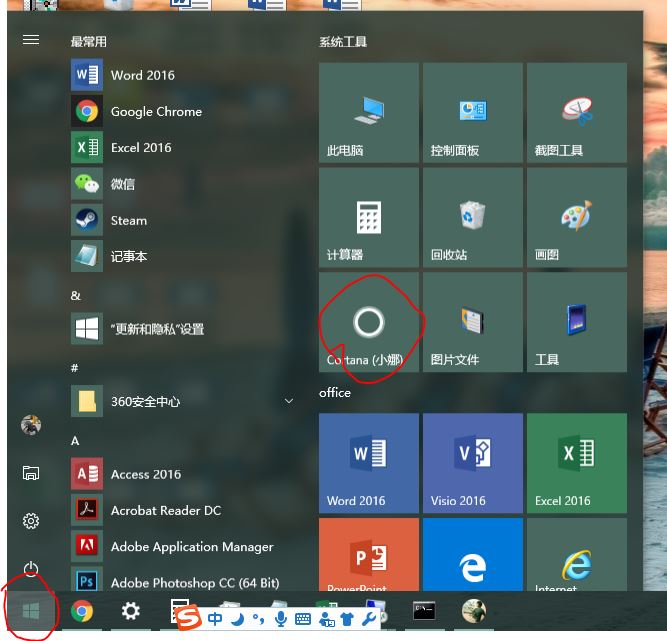 最常用
Word 2016
Google Chrome
Excel 2016
微信
Steam
记事本
&
"更新和隐私"设置
#
360安全中心
A
Access 2016
Acrobat Reader DC
Adobe Application Manager
Adobe Photoshop CC (64 Bit)
系统工具
此电脑
控制面板
截图工具
计算器
回收站
画图
Cortana (小娜)
图片文件
工具
office
Word 2016
Visio 2016
Excel 2016
PowerPoint
Internet
中